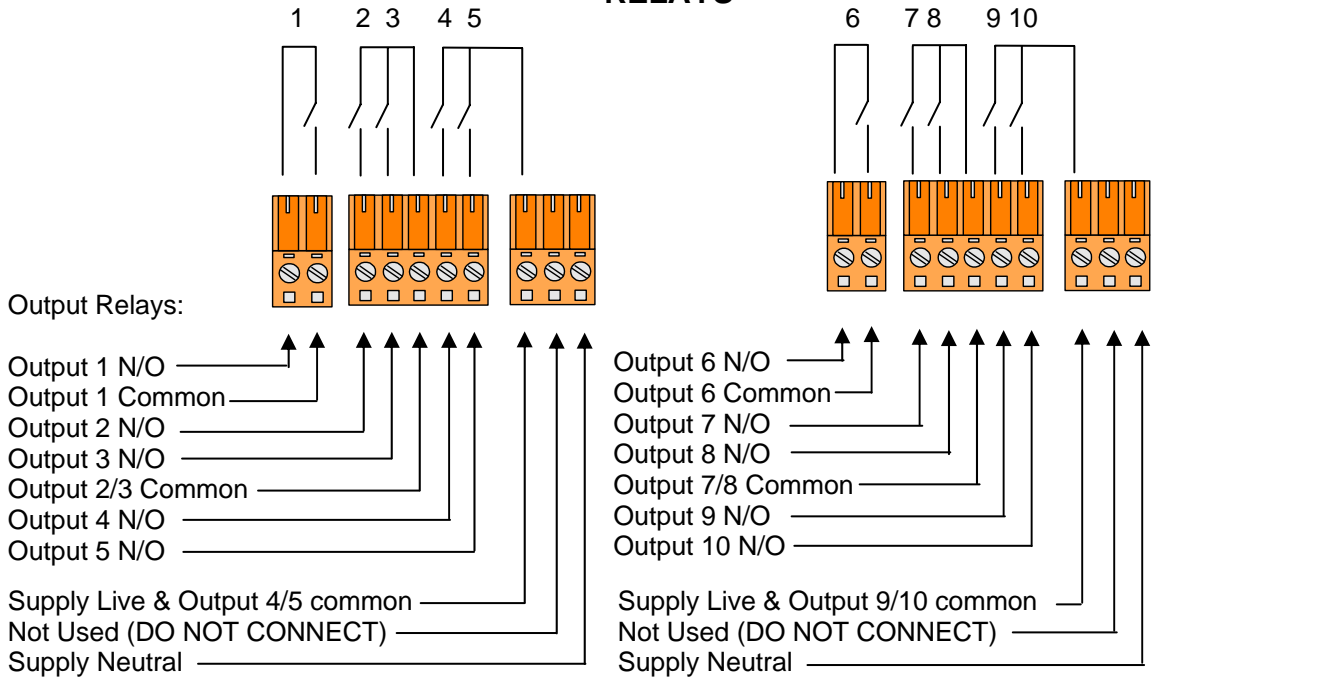 RELAYS
1 2 3 4 5
6 7 8 9 10
Output Relays:
Output 1 N/O
Output 1 Common
Output 2 N/O
Output 3 N/O
Output 2/3 Common
Output 4 N/O
Output 5 N/O
Supply Live & Output 4/5 common
Not Used (DO NOT CONNECT)
Supply Neutral
Output 6 N/O
Output 6 Common
Output 7 N/O
Output 8 N/O
Output 7/8 Common
Output 9 N/O
Output 10 N/O
Supply Live & Output 9/10 common
Not Used (DO NOT CONNECT)
Supply Neutral